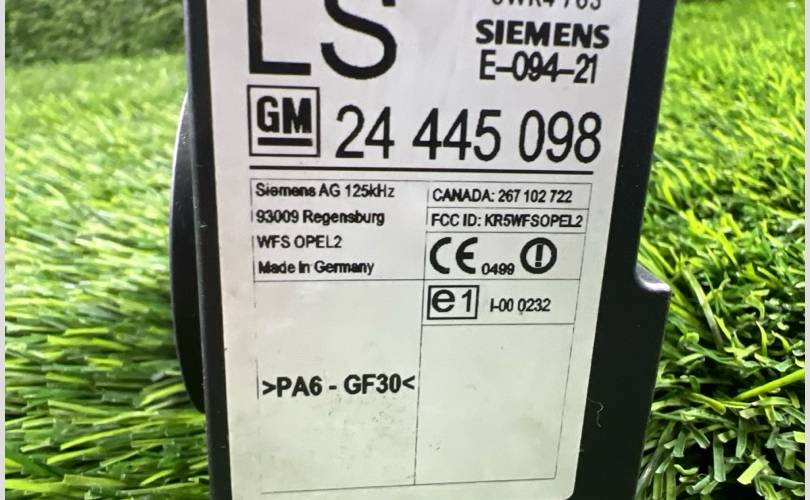 LS
SIEMENS
E-094-21
GM 24 445 098
Siemens AG 125kHz
93009 Regensburg
WFS OPEL2
Made in Germany
CANADA: 267 102 722
FCC ID: KR5WFSOPEL2
CE 0499
e1 I-00 0232
>PA6 - GF30<